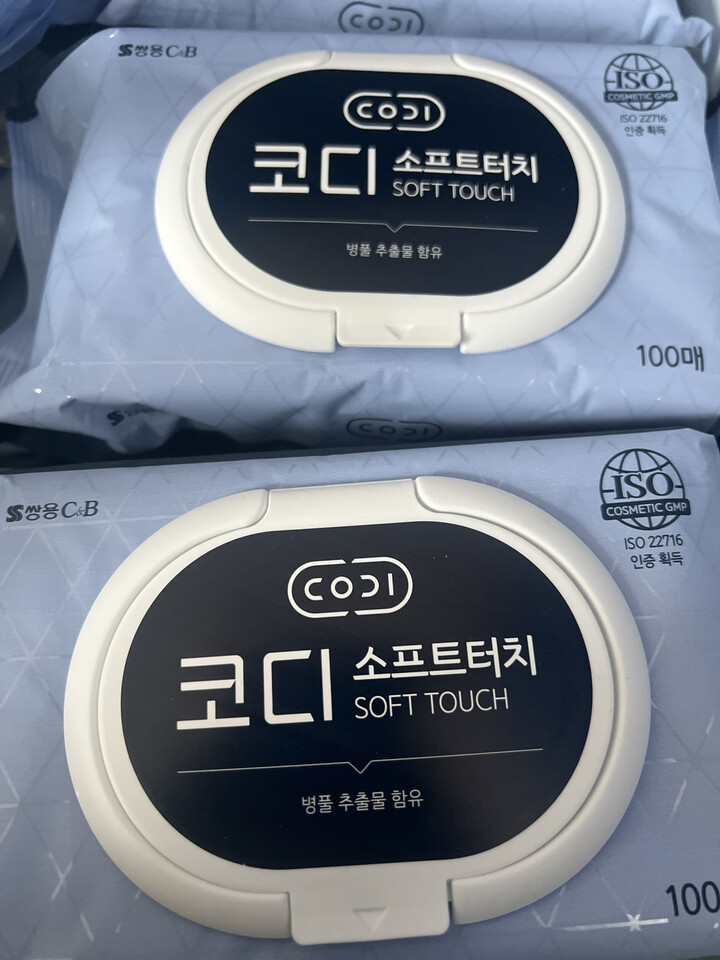 CODI
쌍용C&B
CODI
코디 소프트터치
SOFT TOUCH
병풀 추출물 함유
ISO
COSMETIC GMP
ISO 22716
인증 획득
100매
CODI
쌍용C&B
CODI
코디 소프트터치
SOFT TOUCH
병풀 추출물 함유
ISO
COSMETIC GMP
ISO 22716
인증 획득
100